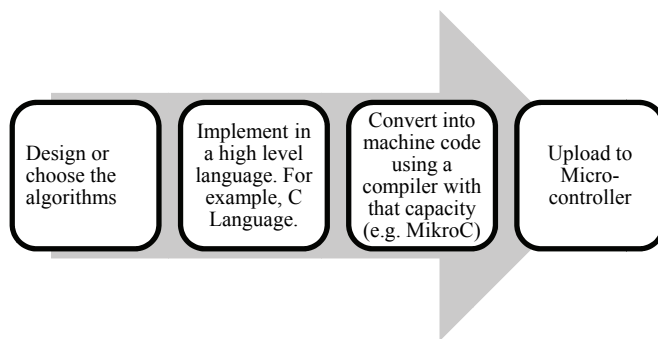 Design or
choose the
algorithms
Implement in
a high level
language. For
example, C
Language.
Convert into
machine code
using a
compiler with
that capacity
(e.g. MikroC)
Upload to
Micro-
controller